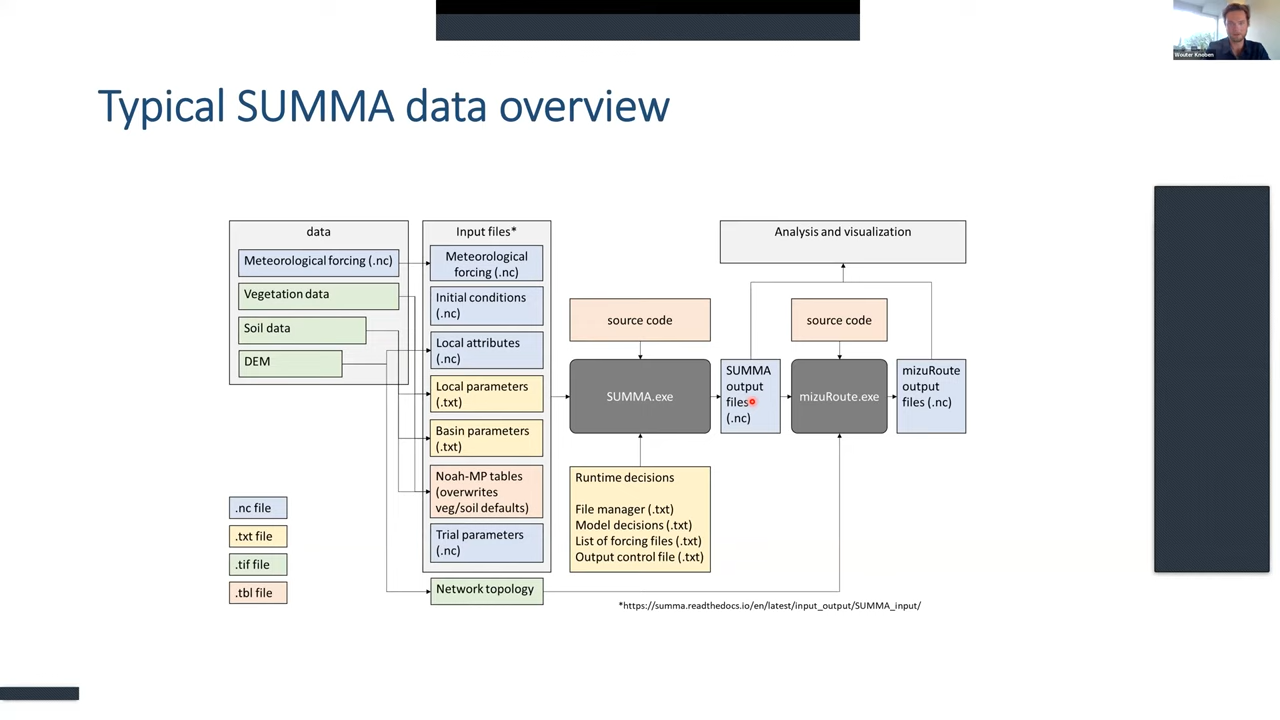 Wouter Knoben
Typical SUMMA data overview
data
Meteorological forcing (.nc)
Vegetation data
Soil data
DEM
Input files*
Meteorological
forcing (.nc)
Initial conditions
(.nc)
Local attributes
(.nc)
Local parameters
(.txt)
Basin parameters
(.txt)
Noah-MP tables
(overwrites
veg/soil defaults)
Trial parameters
(.nc)
Network topology
source code
SUMMA.exe
Runtime decisions
File manager (.txt)
Model decisions (.txt)
List of forcing files (.txt)
Output control file (.txt)
Analysis and visualization
SUMMA
output
files
(.nc)
source code
mizuRoute.exe
mizuRoute
output
files (.nc)
.nc file
.txt file
.tif file
.tbl file
*https://summa.readthedocs.io/en/latest/input_output/SUMMA_input/